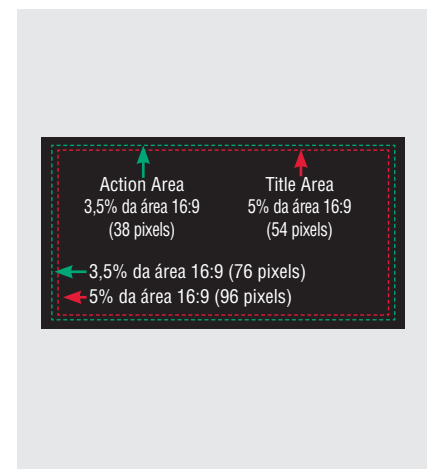 Action Area
3,5% da área 16:9
(38 pixels)
Title Area
5% da área 16:9
(54 pixels)
3,5% da área 16:9 (76 pixels)
5% da área 16:9 (96 pixels)